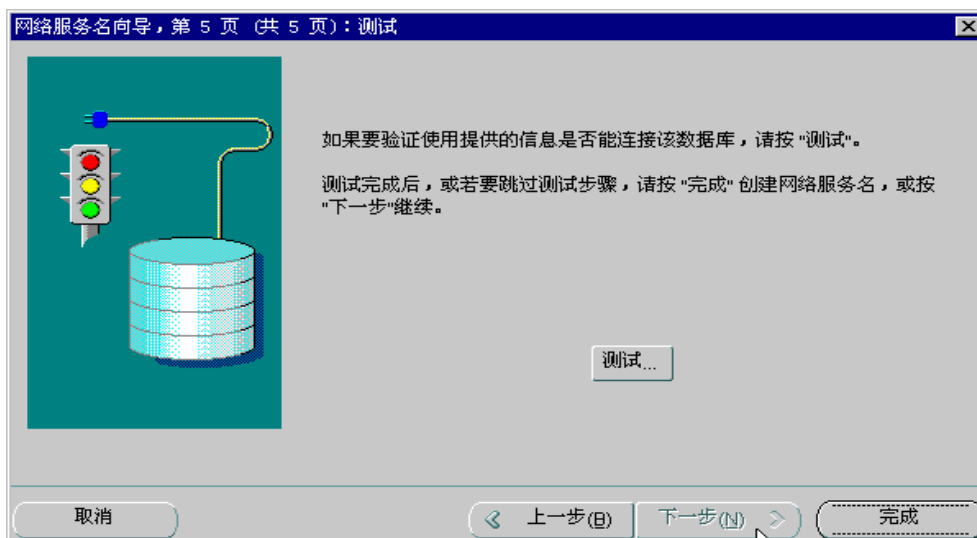 网络服务名向导，第 5 页 (共 5 页)：测试
如果要验证使用提供的信息是否能连接该数据库，请按 "测试"。
测试完成后，或若要跳过测试步骤，请按 "完成" 创建网络服务名，或按
"下一步"继续。
测试...
取消
上一步(B)
下一步(N)
完成